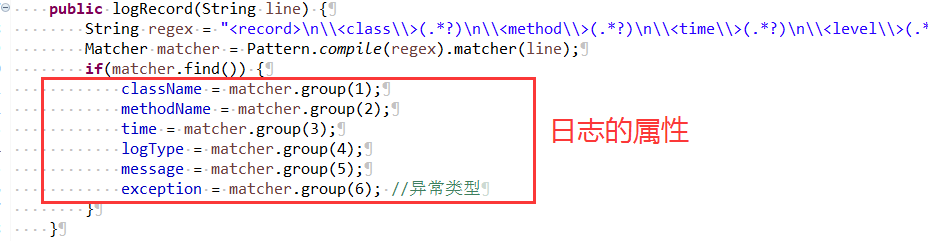 public logRecord(String line) {
String regex = "<record>\n\\<class\\>(.*?)\n\\<method\\>(.*?)\n\\<time\\>(.*?)\n\\<level\\>(.*
Matcher matcher = Pattern.compile(regex).matcher(line);
if(matcher.find()) {
className = matcher.group(1);
methodName = matcher.group(2);
time = matcher.group(3);
logType = matcher.group(4);
message = matcher.group(5);
exception = matcher.group(6); //异常类型
}
}
日志的属性